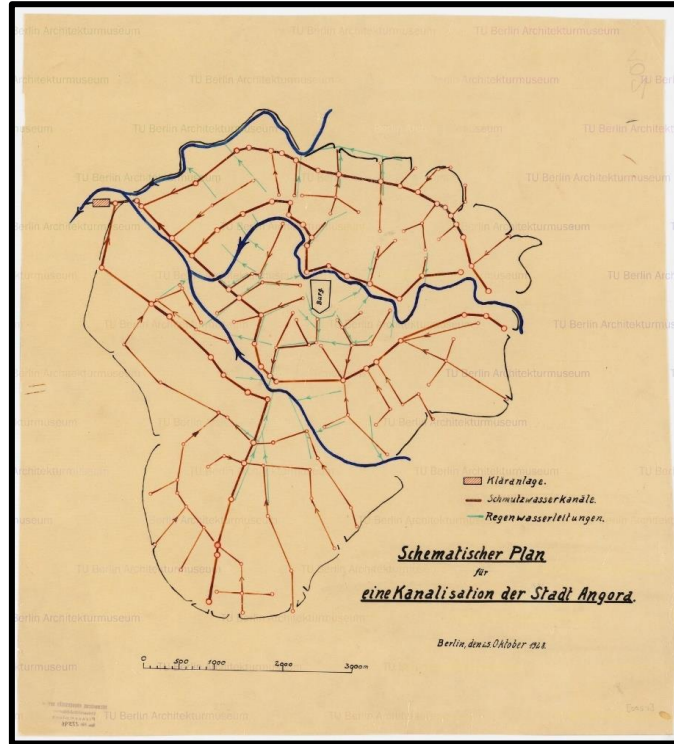 TU Berlin Architekturmuseum
Burg.
Kläranlage.
Schmutzwasserkanäle.
Regenwasserleitungen.
Schematischer Plan
für
eine Kanalisation der Stadt Angora.
Berlin, den 25. Oktober 1928.
0 500 1000 2000 3000m